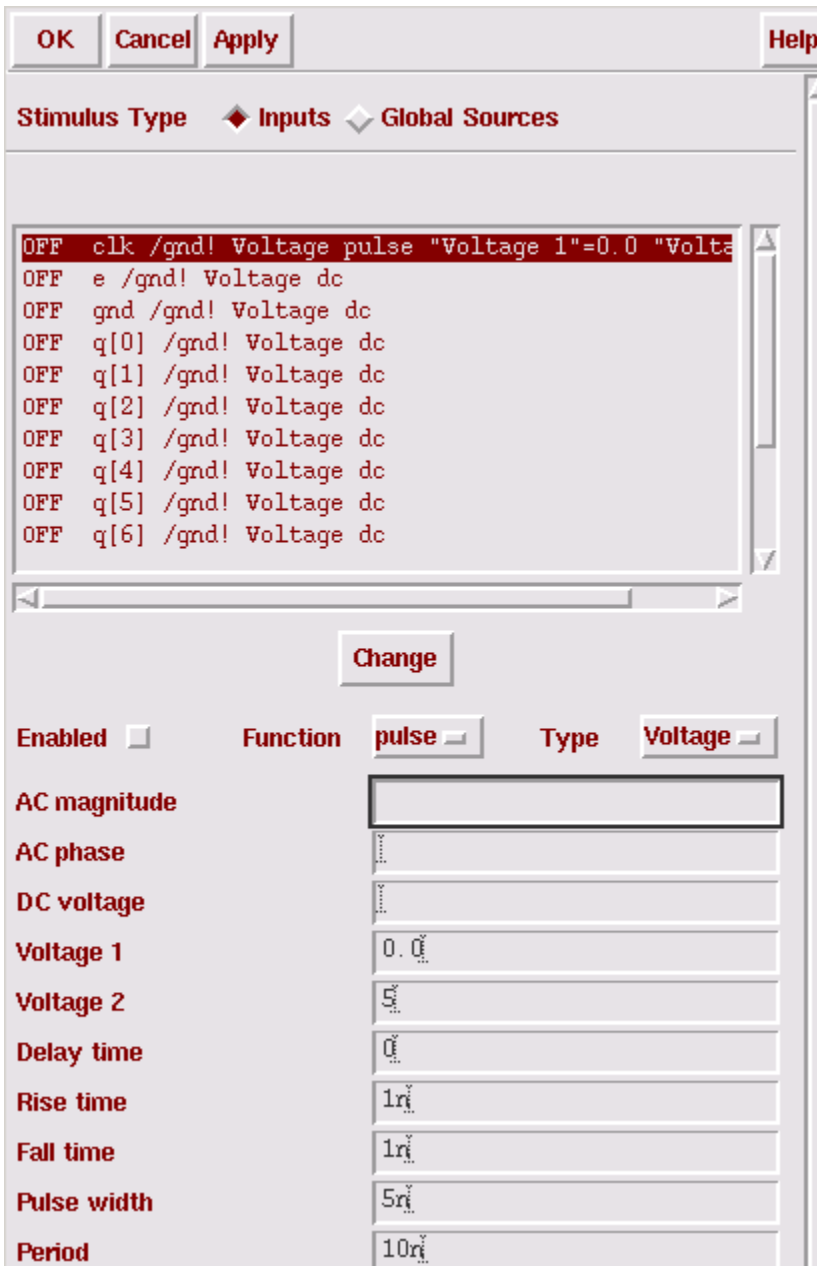 OK Cancel Apply Help
Stimulus Type Inputs Global Sources
OFF clk /gnd! Voltage pulse "Voltage 1"=0.0 "Volta
OFF e /gnd! Voltage dc
OFF gnd /gnd! Voltage dc
OFF q[0] /gnd! Voltage dc
OFF q[1] /gnd! Voltage dc
OFF q[2] /gnd! Voltage dc
OFF q[3] /gnd! Voltage dc
OFF q[4] /gnd! Voltage dc
OFF q[5] /gnd! Voltage dc
OFF q[6] /gnd! Voltage dc
Change
Enabled Function pulse Type Voltage
AC magnitude
AC phase
DC voltage
Voltage 1 0.0
Voltage 2 5
Delay time 0
Rise time 1n
Fall time 1n
Pulse width 5n
Period 10n